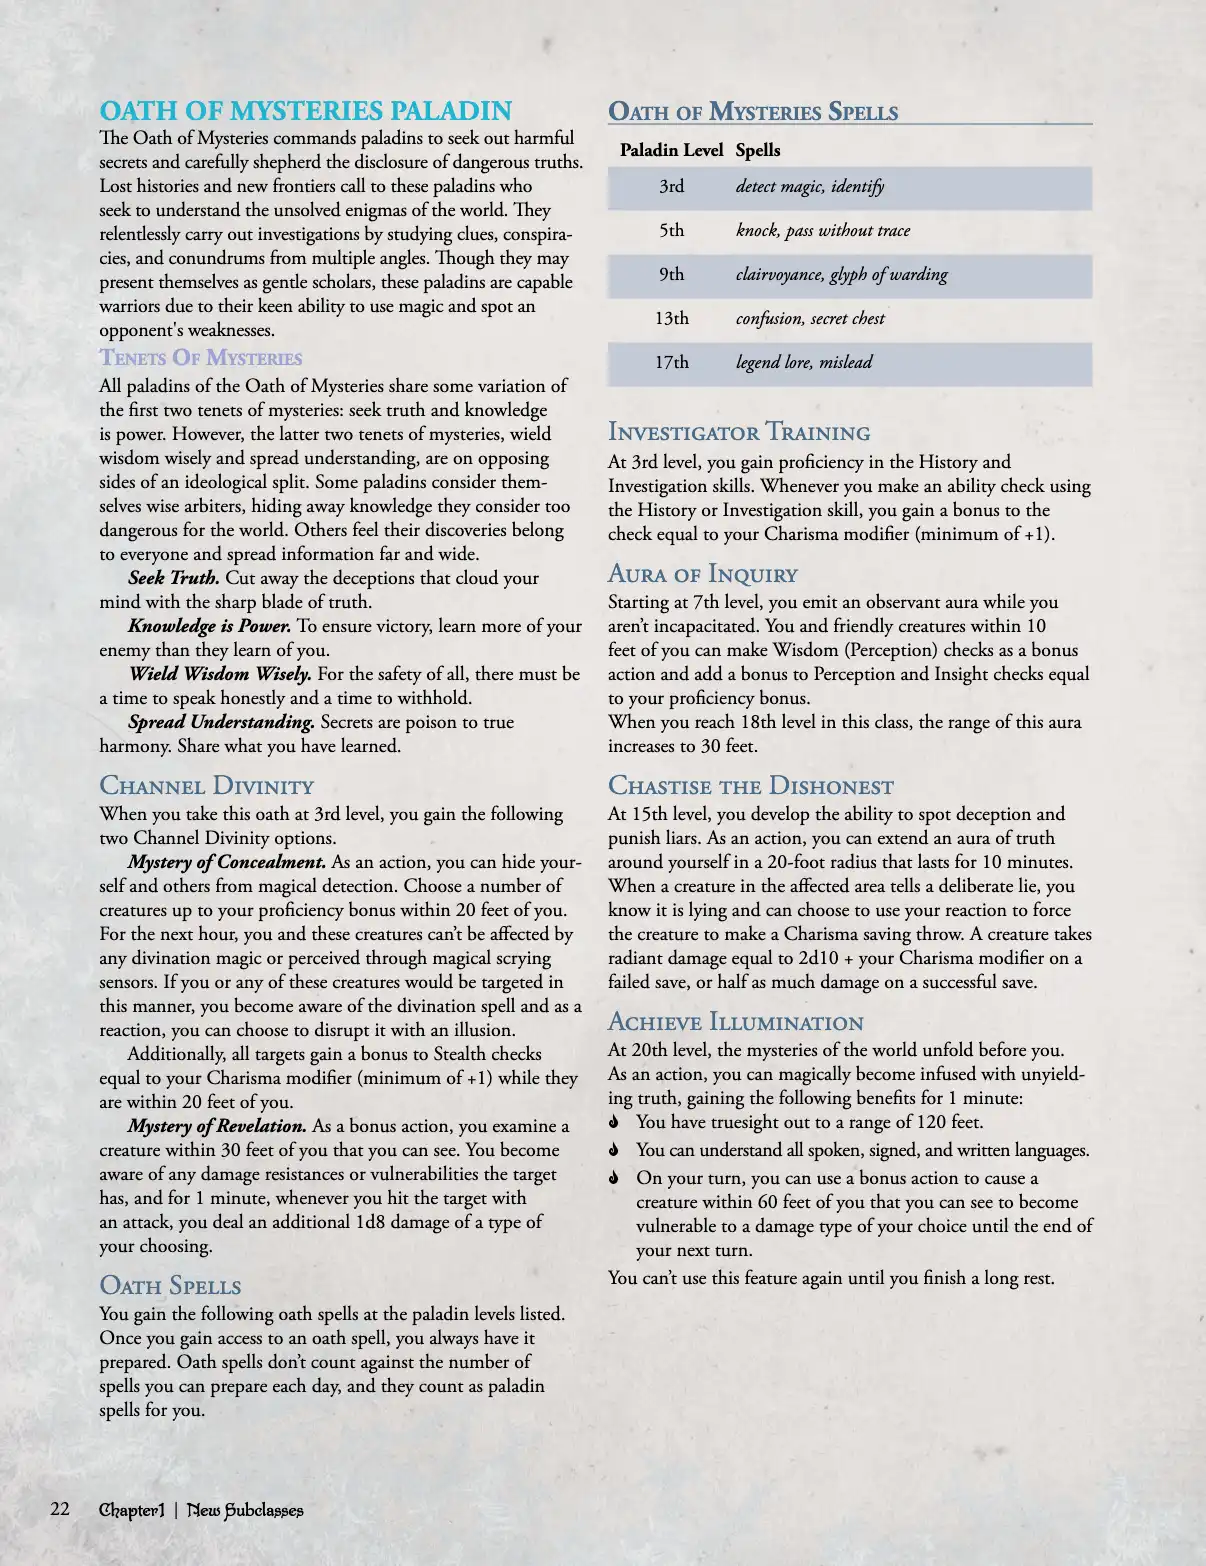 OATH OF MYSTERIES PALADIN
The Oath of Mysteries commands paladins to seek out harmful
secrets and carefully shepherd the disclosure of dangerous truths.
Lost histories and new frontiers call to these paladins who
seek to understand the unsolved enigmas of the world. They
relentlessly carry out investigations by studying clues, conspira-
cies, and conundrums from multiple angles. Though they may
present themselves as gentle scholars, these paladins are capable
warriors due to their keen ability to use magic and spot an
opponent's weaknesses.
Tenets Of Mysteries
All paladins of the Oath of Mysteries share some variation of
the first two tenets of mysteries: seek truth and knowledge
is power. However, the latter two tenets of mysteries, wield
wisdom wisely and spread understanding, are on opposing
sides of an ideological split. Some paladins consider them-
selves wise arbiters, hiding away knowledge they consider too
dangerous for the world. Others feel their discoveries belong
to everyone and spread information far and wide.
Seek Truth. Cut away the deceptions that cloud your
mind with the sharp blade of truth.
Knowledge is Power. To ensure victory, learn more of your
enemy than they learn of you.
Wield Wisdom Wisely. For the safety of all, there must be
a time to speak honestly and a time to withhold.
Spread Understanding. Secrets are poison to true
harmony. Share what you have learned.
Channel Divinity
When you take this oath at 3rd level, you gain the following
two Channel Divinity options.
Mystery of Concealment. As an action, you can hide your-
self and others from magical detection. Choose a number of
creatures up to your proficiency bonus within 20 feet of you.
For the next hour, you and these creatures can't be affected by
any divination magic or perceived through magical scrying
sensors. If you or any of these creatures would be targeted in
this manner, you become aware of the divination spell and as a
reaction, you can choose to disrupt it with an illusion.
Additionally, all targets gain a bonus to Stealth checks
equal to your Charisma modifier (minimum of +1) while they
are within 20 feet of you.
Mystery of Revelation. As a bonus action, you examine a
creature within 30 feet of you that you can see. You become
aware of any damage resistances or vulnerabilities the target
has, and for 1 minute, whenever you hit the target with
an attack, you deal an additional 1d8 damage of a type of
your choosing.
Oath Spells
You gain the following oath spells at the paladin levels listed.
Once you gain access to an oath spell, you always have it
prepared. Oath spells don't count against the number of
spells you can prepare each day, and they count as paladin
spells for you.
Oath of Mysteries Spells
Paladin Level Spells
3rd detect magic, identify
5th knock, pass without trace
9th clairvoyance, glyph of warding
13th confusion, secret chest
17th legend lore, mislead
Investigator Training
At 3rd level, you gain proficiency in the History and
Investigation skills. Whenever you make an ability check using
the History or Investigation skill, you gain a bonus to the
check equal to your Charisma modifier (minimum of +1).
Aura of Inquiry
Starting at 7th level, you emit an observant aura while you
aren't incapacitated. You and friendly creatures within 10
feet of you can make Wisdom (Perception) checks as a bonus
action and add a bonus to Perception and Insight checks equal
to your proficiency bonus.
When you reach 18th level in this class, the range of this aura
increases to 30 feet.
Chastise the Dishonest
At 15th level, you develop the ability to spot deception and
punish liars. As an action, you can extend an aura of truth
around yourself in a 20-foot radius that lasts for 10 minutes.
When a creature in the affected area tells a deliberate lie, you
know it is lying and can choose to use your reaction to force
the creature to make a Charisma saving throw. A creature takes
radiant damage equal to 2d10 + your Charisma modifier on a
failed save, or half as much damage on a successful save.
Achieve Illumination
At 20th level, the mysteries of the world unfold before you.
As an action, you can magically become infused with unyield-
ing truth, gaining the following benefits for 1 minute:
You have truesight out to a range of 120 feet.
You can understand all spoken, signed, and written languages.
On your turn, you can use a bonus action to cause a
creature within 60 feet of you that you can see to become
vulnerable to a damage type of your choice until the end of
your next turn.
You can't use this feature again until you finish a long rest.
22 Chapter1 | New Subclasses